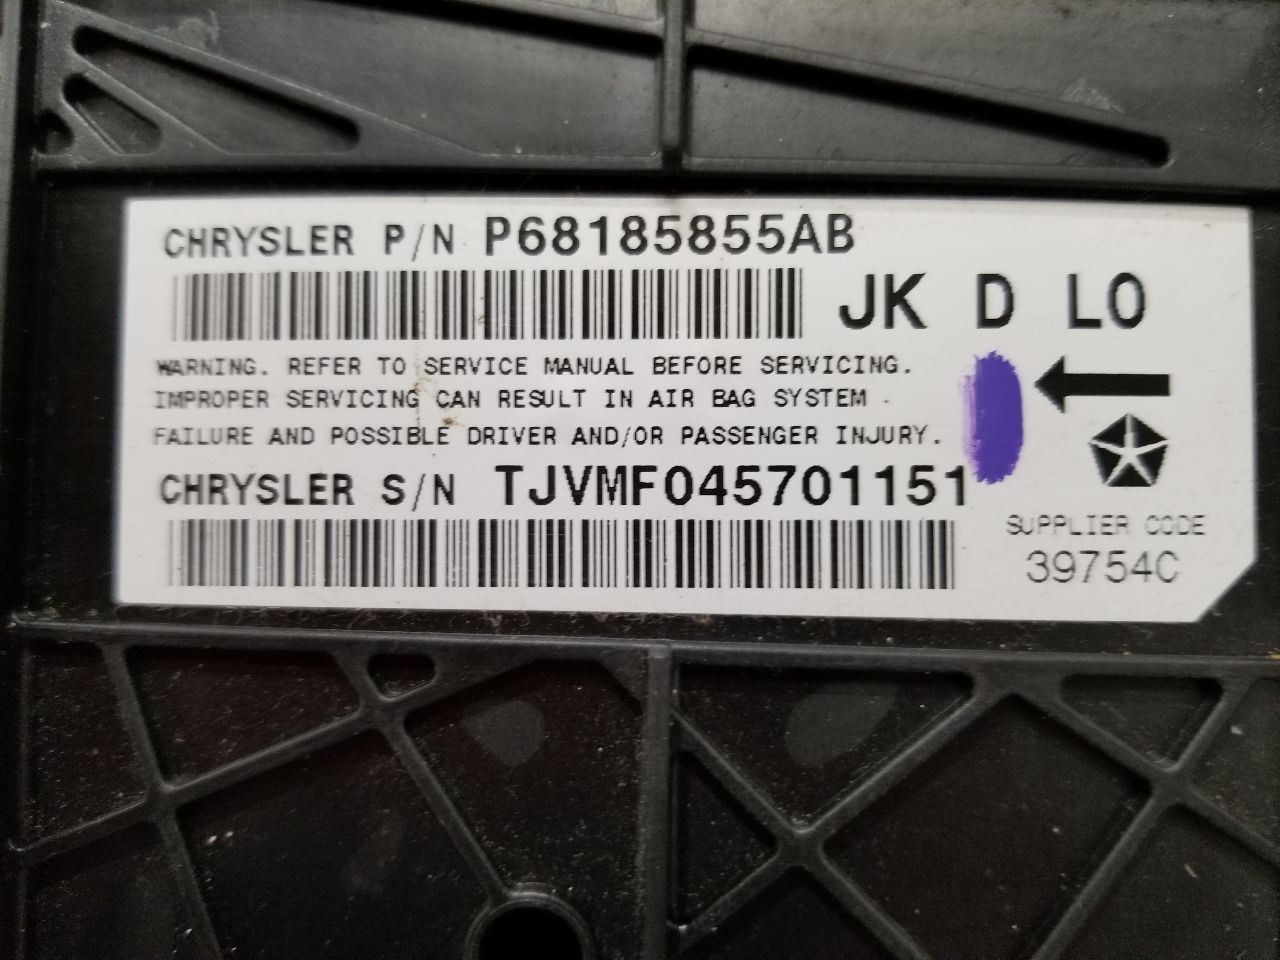 CHRYSLER P/N P68185855AB
JK D LO
WARNING. REFER TO SERVICE MANUAL BEFORE SERVICING.
IMPROPER SERVICING CAN RESULT IN AIR BAG SYSTEM
FAILURE AND POSSIBLE DRIVER AND/OR PASSENGER INJURY.
CHRYSLER S/N TJVMF045701151
SUPPLIER CODE
39754C